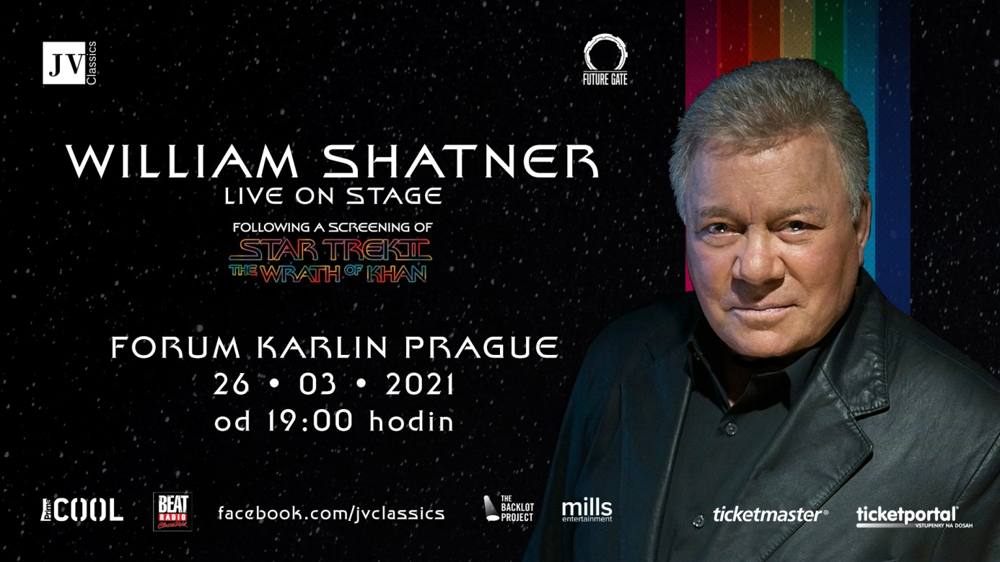 JV Classics
FUTURE GATE
WILLIAM SHATNER
LIVE ON STAGE
FOLLOWING A SCREENING OF
STAR TREK II
THE WRATH OF KHAN
FORUM KARLIN PRAGUE
26 • 03 • 2021
od 19:00 hodin
Prima COOL
BEAT
RADIO
ClassicRock
facebook.com/jvclassics
THE
BACKLOT
PROJECT
mills
entertainment
ticketmaster®
ticketportal®
VSTUPENKY NA DOSAH